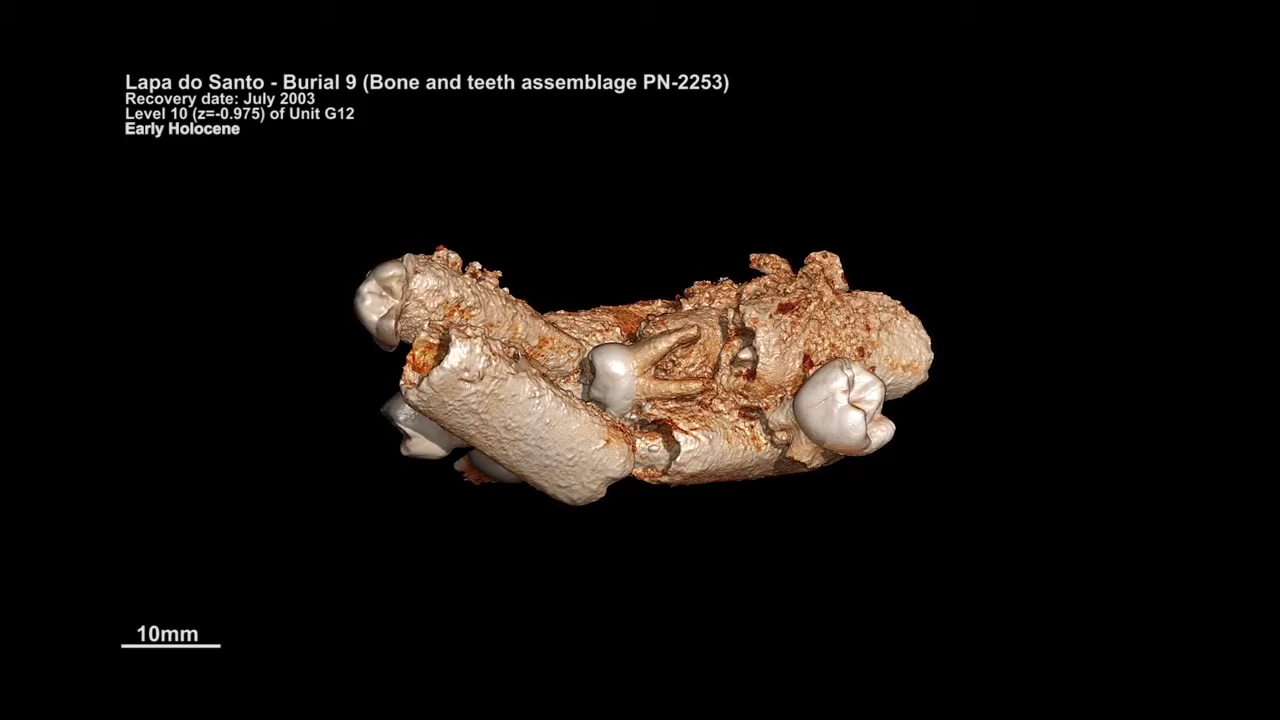 Lapa do Santo - Burial 9 (Bone and teeth assemblage PN-2253)
Recovery date: July 2003
Level 10 (z=-0.975) of Unit G12
Early Holocene
10mm